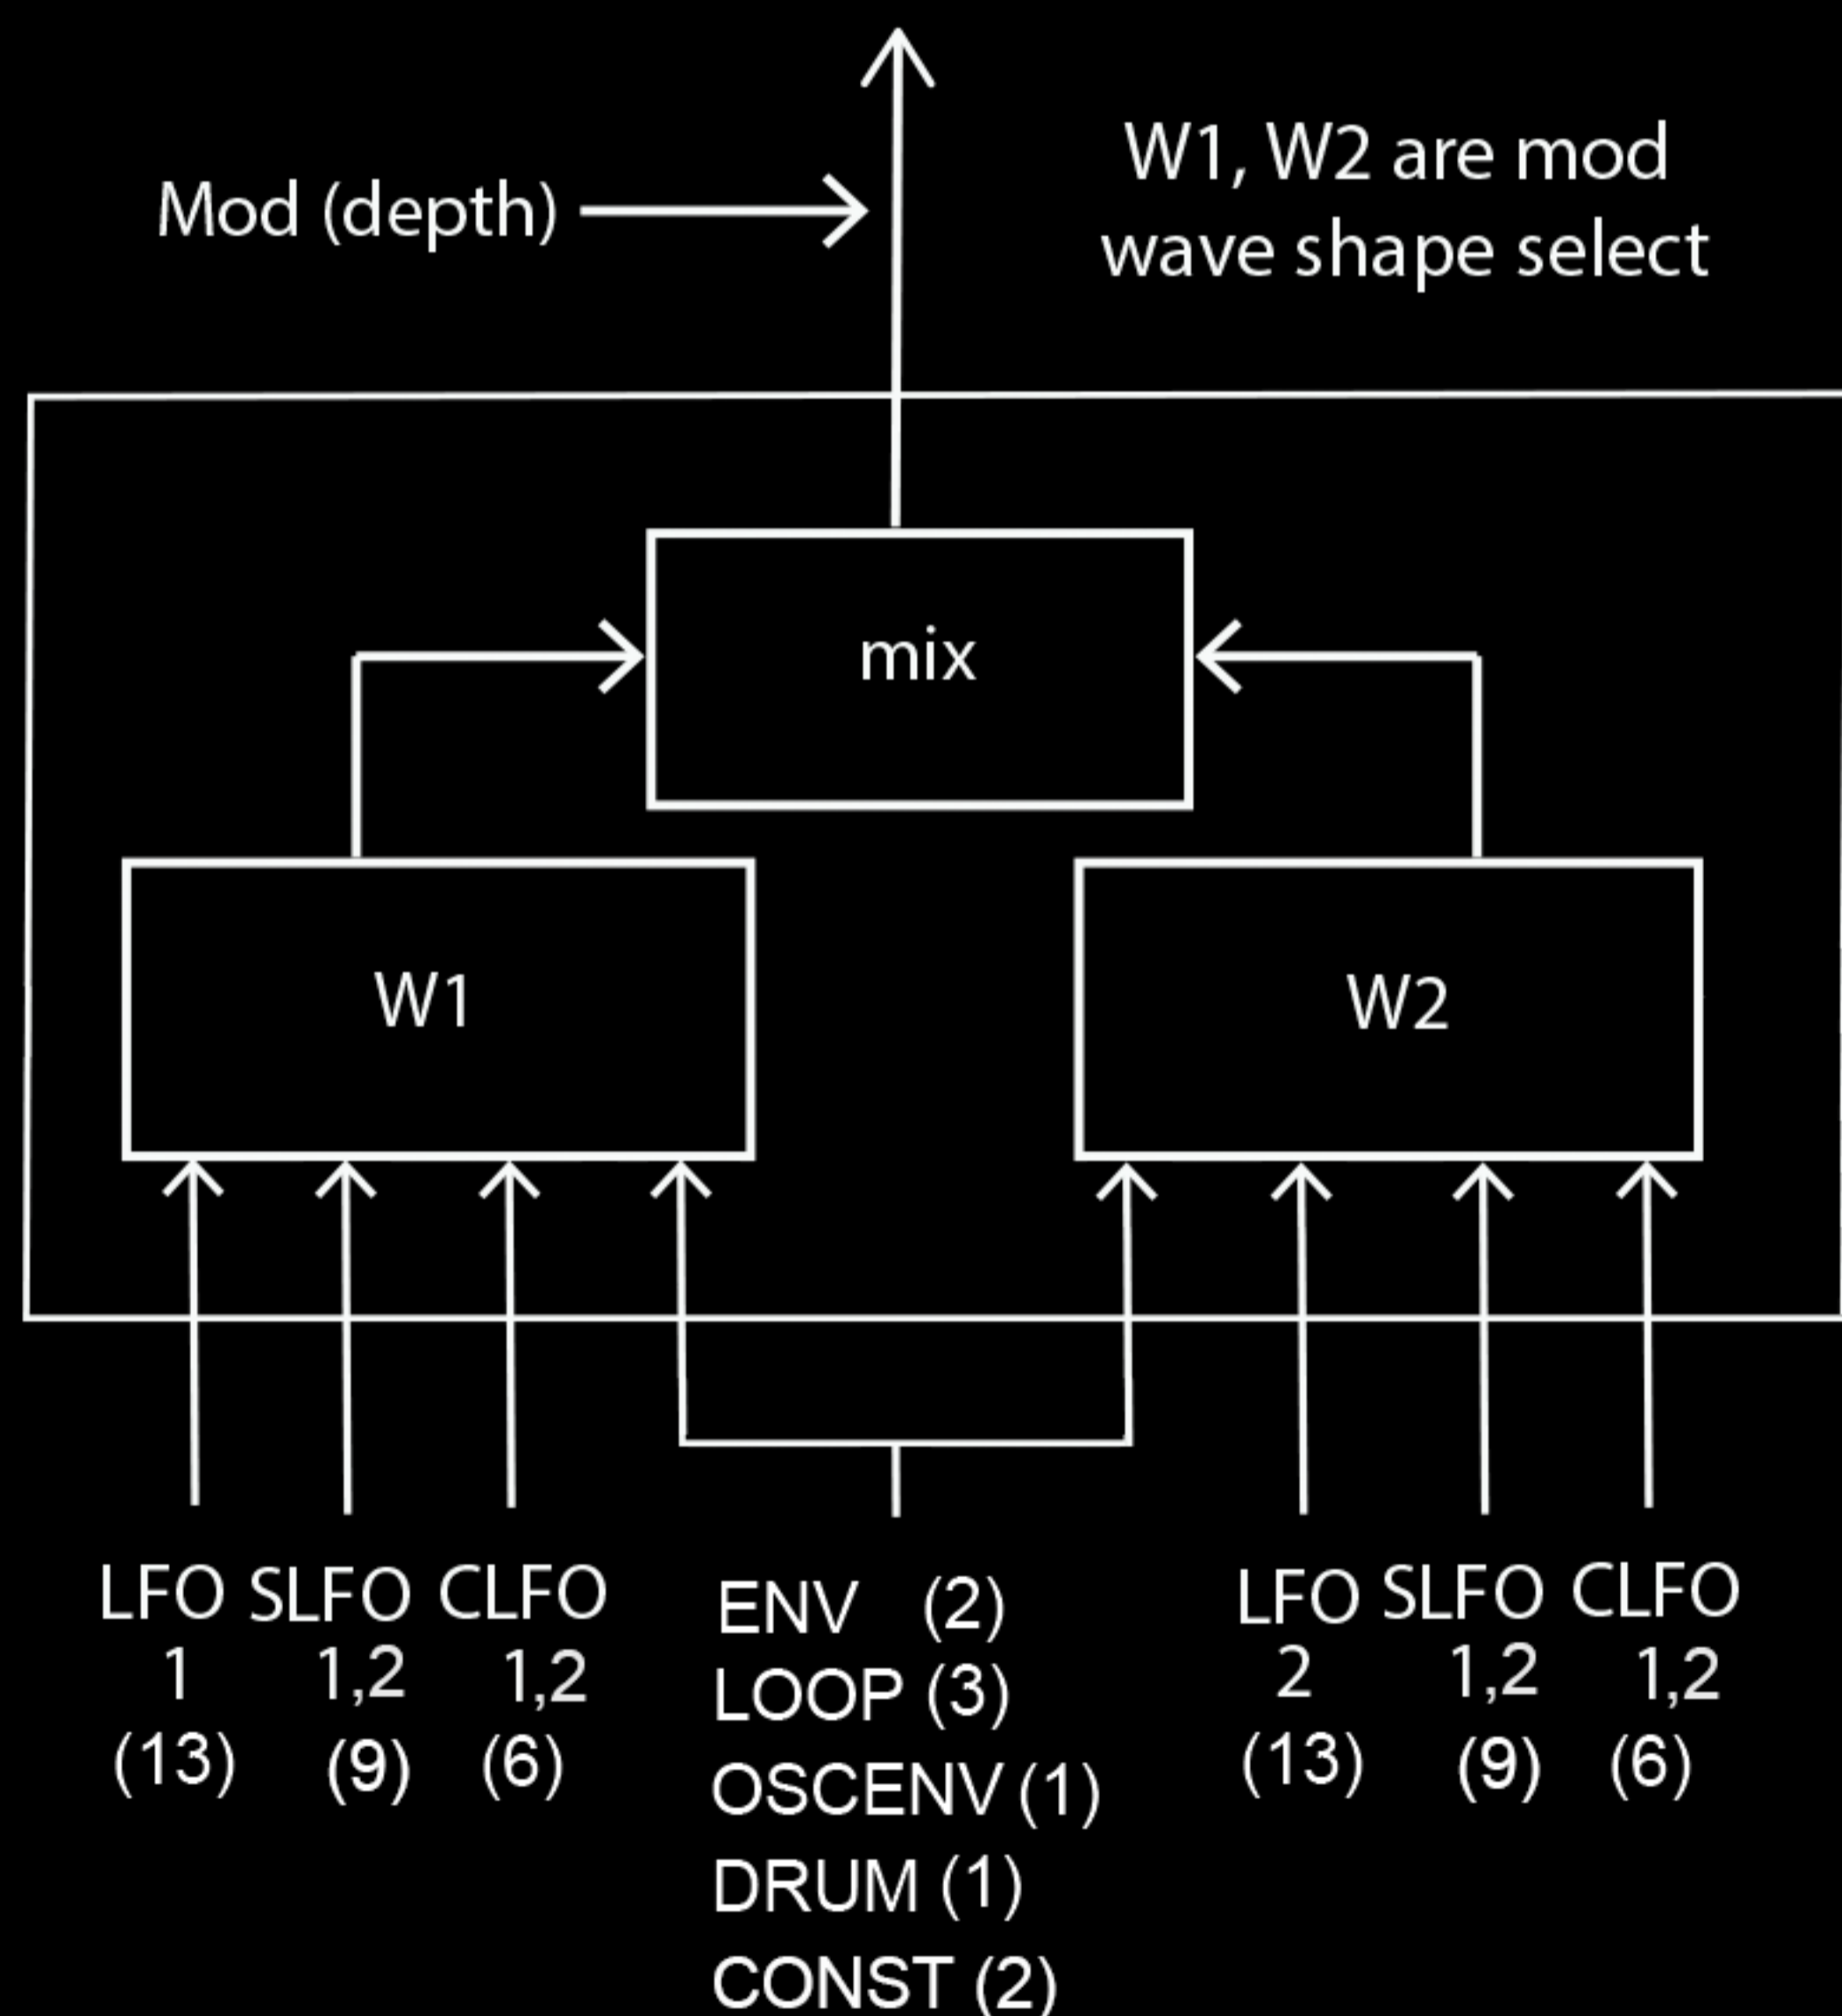 Mod (depth)
W1, W2 are mod
wave shape select
mix
W1
W2
LFO
1
(13)
SLFO
1,2
(9)
CLFO
1,2
(6)
ENV (2)
LOOP (3)
OSCENV (1)
DRUM (1)
CONST (2)
LFO
2
(13)
SLFO
1,2
(9)
CLFO
1,2
(6)